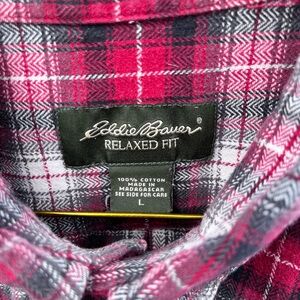 Eddie Bauer®
RELAXED FIT
100% COTTON
MADE IN
MADAGASCAR
SEE SIDE FOR CARE
L